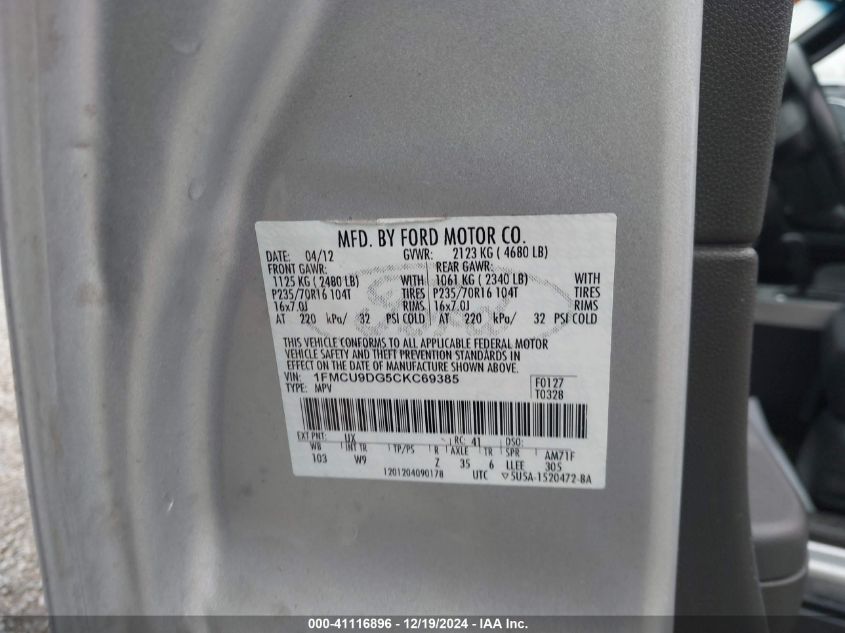 MFD. BY FORD MOTOR CO.
DATE: 04/12 GVWR: 2123 KG ( 4680 LB)
FRONT GAWR: REAR GAWR:
1125 KG ( 2480 LB) WITH 1061 KG ( 2340 LB) WITH
P235/70R16 104T TIRES P235/70R16 104T TIRES
16x7.0J RIMS 16x7.0J RIMS
AT 220 kPa/ 32 PSI COLD AT 220 kPa/ 32 PSI COLD
THIS VEHICLE CONFORMS TO ALL APPLICABLE FEDERAL MOTOR
VEHICLE SAFETY AND THEFT PREVENTION STANDARDS IN
EFFECT ON THE DATE OF MANUFACTURE SHOWN ABOVE.
VIN: 1FMCU9DG5CKC69385 F0127
TYPE: MPV T0328
EXT PNT: UX RC: 41 DSO:
WB INT TR TP/PS R AXLE TR SPR AM71F
103 W9 Z 35 6 LLEE 305
1201204090178 UTC ▽5U5A-1520472-BA
000-41116896 - 12/19/2024 - IAA Inc.